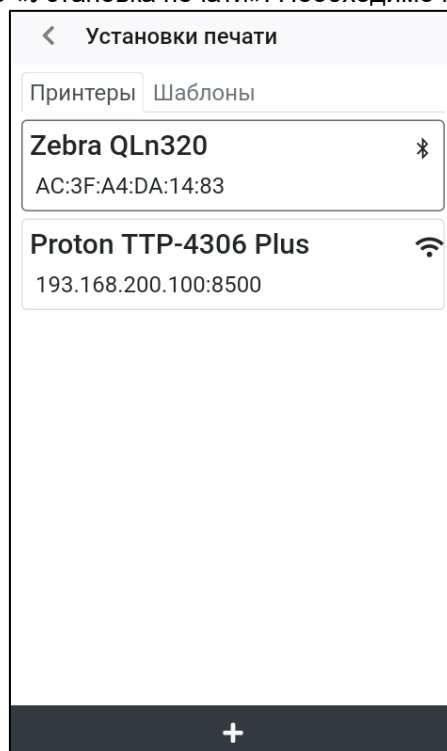 Установки печати
Принтеры Шаблоны
Zebra QLn320
AC:3F:A4:DA:14:83
Proton TTP-4306 Plus
193.168.200.100:8500
+